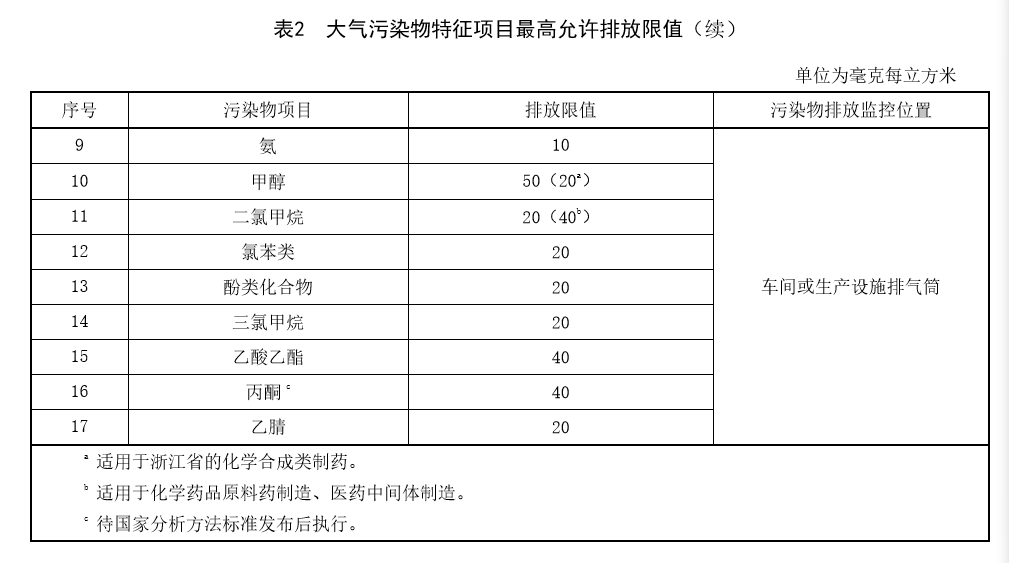 表2 大气污染物特征项目最高允许排放限值（续）
单位为毫克每立方米
序号 污染物项目 排放限值 污染物排放监控位置
9 氨 10
10 甲醇 50（20ᵃ）
11 二氯甲烷 20（40ᵇ）
12 氯苯类 20
13 酚类化合物 20 车间或生产设施排气筒
14 三氯甲烷 20
15 乙酸乙酯 40
16 丙酮ᶜ 40
17 乙腈 20
ᵃ 适用于浙江省的化学合成类制药。
ᵇ 适用于化学药品原料药制造、医药中间体制造。
ᶜ 待国家分析方法标准发布后执行。